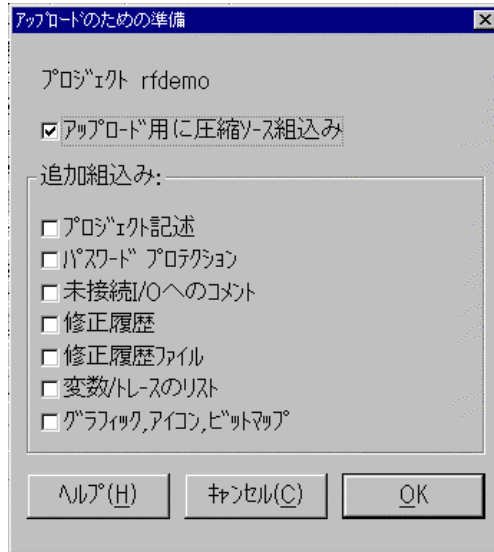 ｱｯﾌﾟﾛｰﾄﾞのための準備
ﾌﾟﾛｼﾞｪｸﾄ rfdemo
ｱｯﾌﾟﾛｰﾄﾞ用に圧縮ｿｰｽ組込み
追加組込み:
ﾌﾟﾛｼﾞｪｸﾄ記述
ﾊﾟｽﾜｰﾄﾞ ﾌﾟﾛﾃｸｼｮﾝ
未接続I/Oへのｺﾒﾝﾄ
修正履歴
修正履歴ﾌｧｲﾙ
変数/ﾄﾚｰｽのﾘｽﾄ
ｸﾞﾗﾌｨｯｸ,ｱｲｺﾝ,ﾋﾞｯﾄﾏｯﾌﾟ
ﾍﾙﾌﾟ(H) ｷｬﾝｾﾙ(C) OK